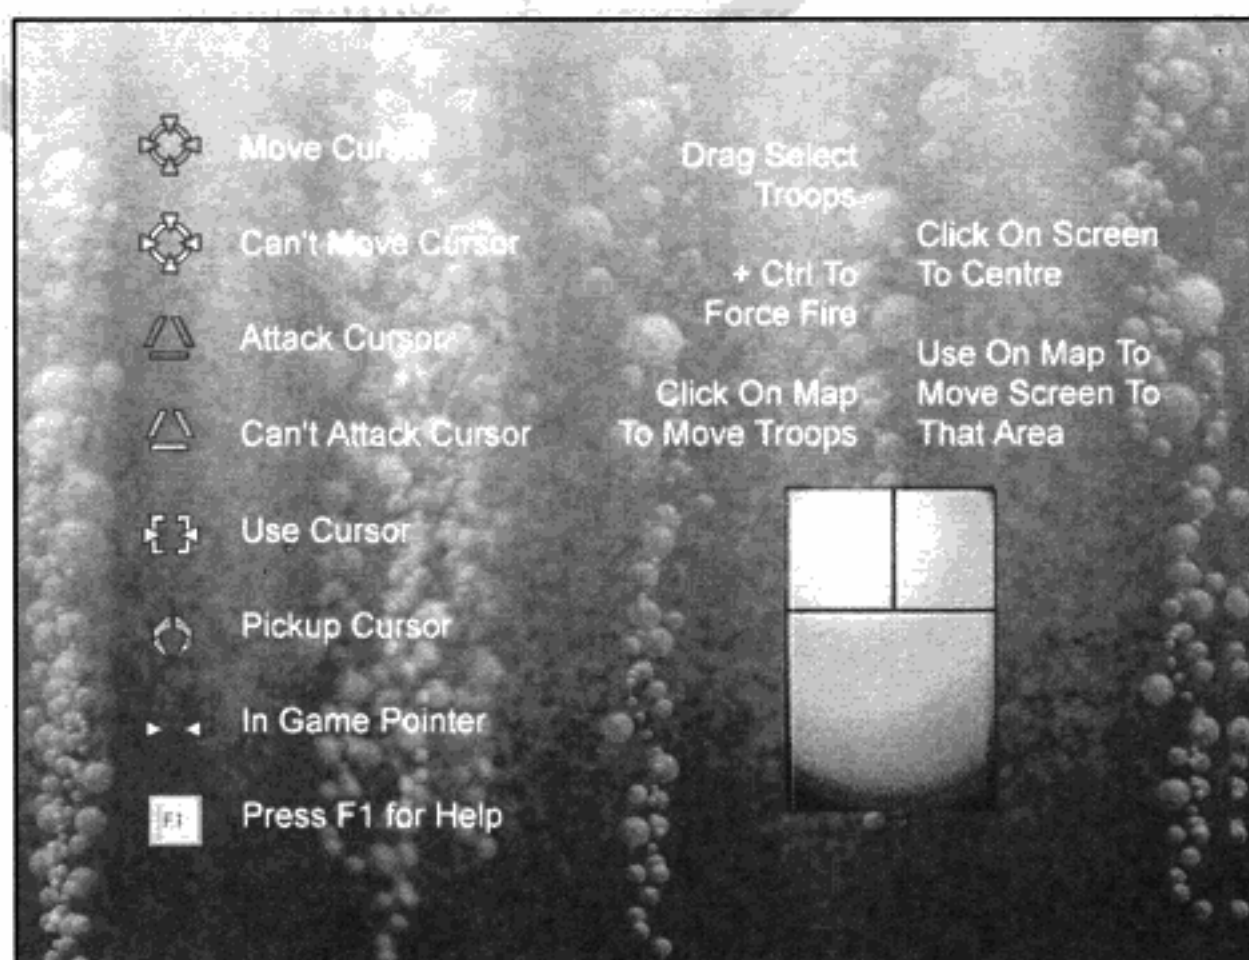 Move Cursor
Can't Move Cursor
Attack Cursor
Can't Attack Cursor
Use Cursor
Pickup Cursor
In Game Pointer
F1
Press F1 for Help
Drag Select
Troops
+ Ctrl To
Force Fire
Click On Map
To Move Troops
Click On Screen
To Centre
Use On Map To
Move Screen To
That Area